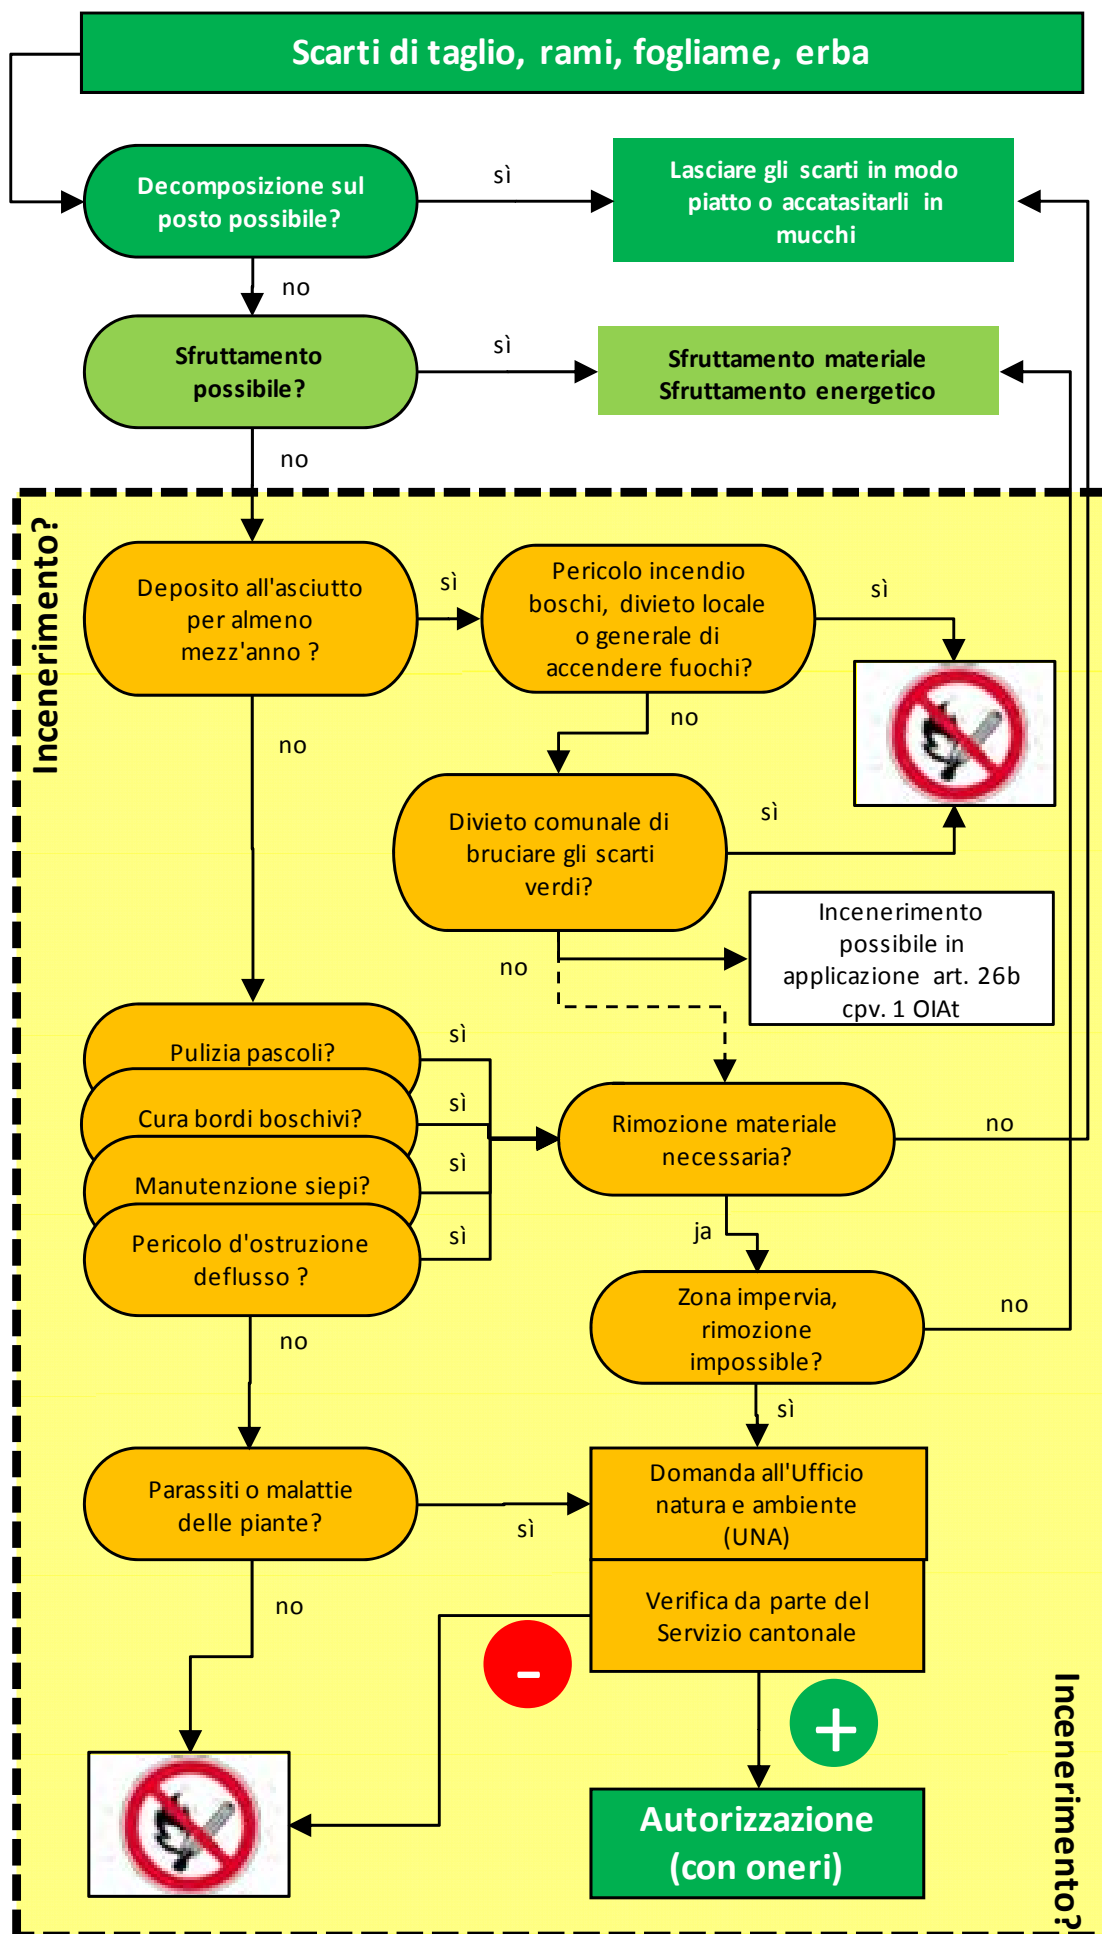 Scarti di taglio, rami, fogliame, erba
Decomposizione sul
posto possibile?
sì
Lasciare gli scarti in modo
piatto o accatasitarli in
mucchi
no
Sfruttamento
possibile?
sì
Sfruttamento materiale
Sfruttamento energetico
no
Incenerimento?
Deposito all'asciutto
per almeno
mezz'anno ?
sì
Pericolo incendio
boschi, divieto locale
o generale di
accendere fuochi?
sì
no
no
Divieto comunale di
bruciare gli scarti
verdi?
sì
no
Incenerimento
possibile in
applicazione art. 26b
cpv. 1 OIAt
Pulizia pascoli?
sì
Cura bordi boschivi?
sì
Manutenzione siepi?
sì
Pericolo d'ostruzione
deflusso ?
sì
Rimozione materiale
necessaria?
no
ja
Zona impervia,
rimozione
impossible?
no
no
sì
Parassiti o malattie
delle piante?
sì
Domanda all'Ufficio
natura e ambiente
(UNA)
no
Verifica da parte del
Servizio cantonale
-
+
Autorizzazione
(con oneri)
Incenerimento?